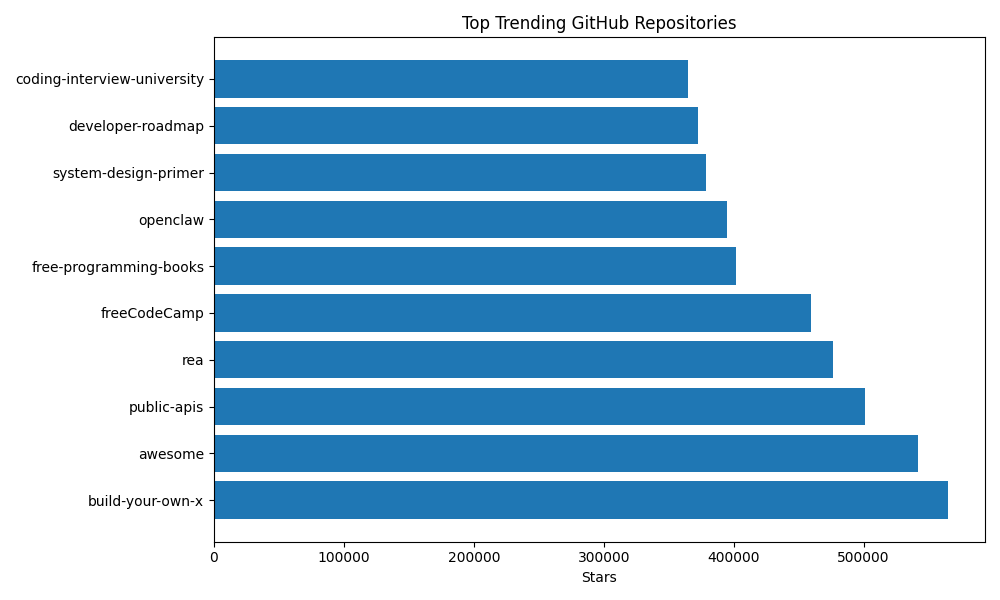 Top Trending GitHub Repositories
coding-interview-university
developer-roadmap
system-design-primer
openclaw
free-programming-books
freeCodeCamp
rea
public-apis
awesome
build-your-own-x
0 100000 200000 300000 400000 500000
Stars